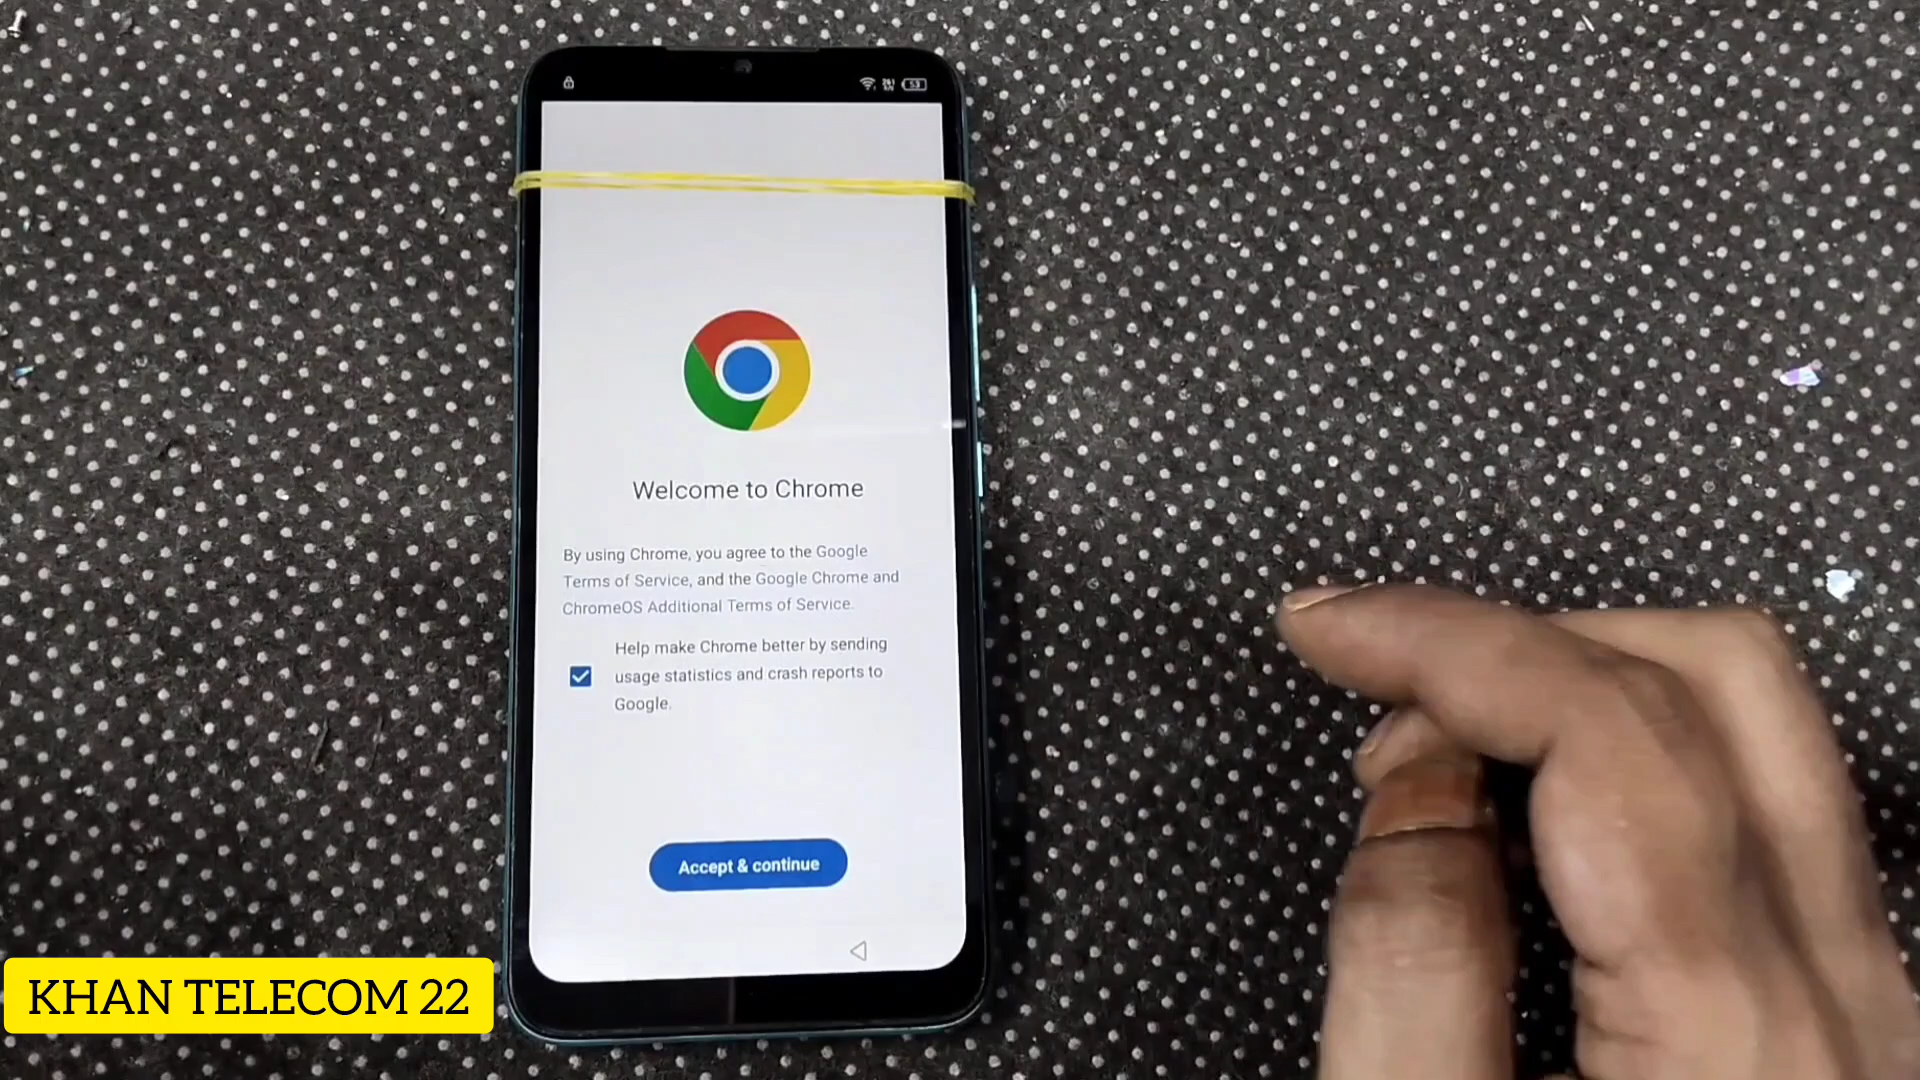 53
Welcome to Chrome
By using Chrome, you agree to the Google
Terms of Service, and the Google Chrome and
ChromeOS Additional Terms of Service.
Help make Chrome better by sending
usage statistics and crash reports to
Google.
Accept & continue
KHAN TELECOM 22